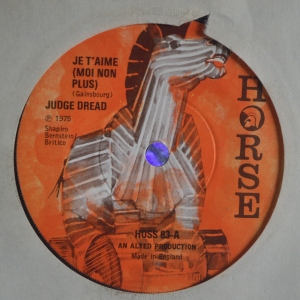 JE T'AIME
(MOI NON
PLUS)
(Gainsbourg)
JUDGE DREAD
℗ 1975
Shapiro
Bernstein/
Britico
HORSE
HOSS 83-A
AN ALTED PRODUCTION
Made in England